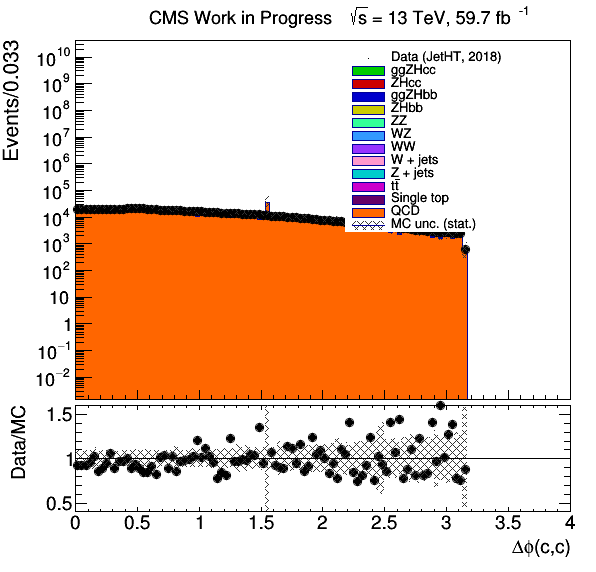 CMS Work in Progress √s = 13 TeV, 59.7 fb⁻¹
Events/0.033
10¹⁰
10⁹
10⁸
10⁷
10⁶
10⁵
10⁴
10³
10²
10
1
10⁻¹
10⁻²
Data (JetHT, 2018)
ggZHcc
ZHcc
ggZHbb
ZHbb
ZZ
WZ
WW
W + jets
Z + jets
tt̄
Single top
QCD
MC unc. (stat.)
Data/MC
1.5
1
0.5
0 0.5 1 1.5 2 2.5 3 3.5 4
Δϕ(c,c)